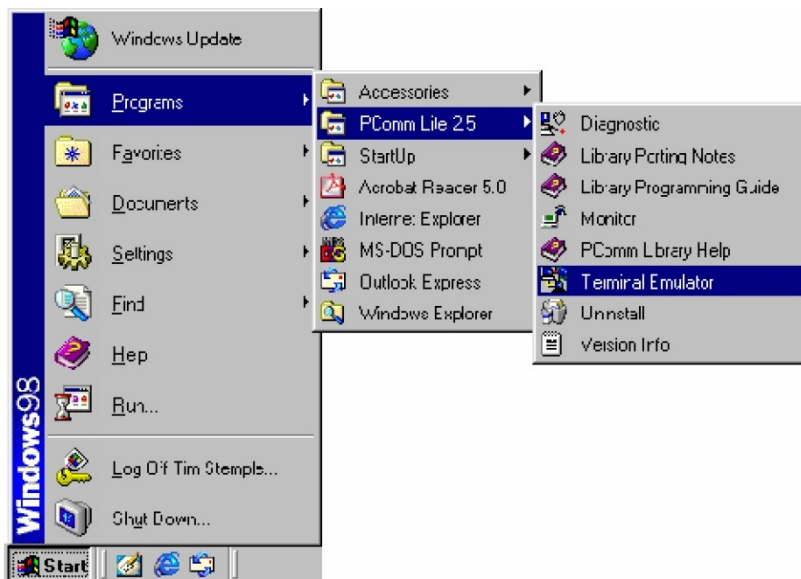 Windows Update
Programs
Favorites
Documents
Settings
Find
Help
Run...
Log Off Tim Stemple...
Shut Down...
Windows98
Start
Accessories
PComm Lite 2.5
StartUp
Acrobat Reader 5.0
Internet Explorer
MS-DOS Prompt
Outlook Express
Windows Explorer
Diagnostic
Library Porting Notes
Library Programming Guide
Monitor
PComm Library Help
Terminal Emulator
Uninstall
Version Info